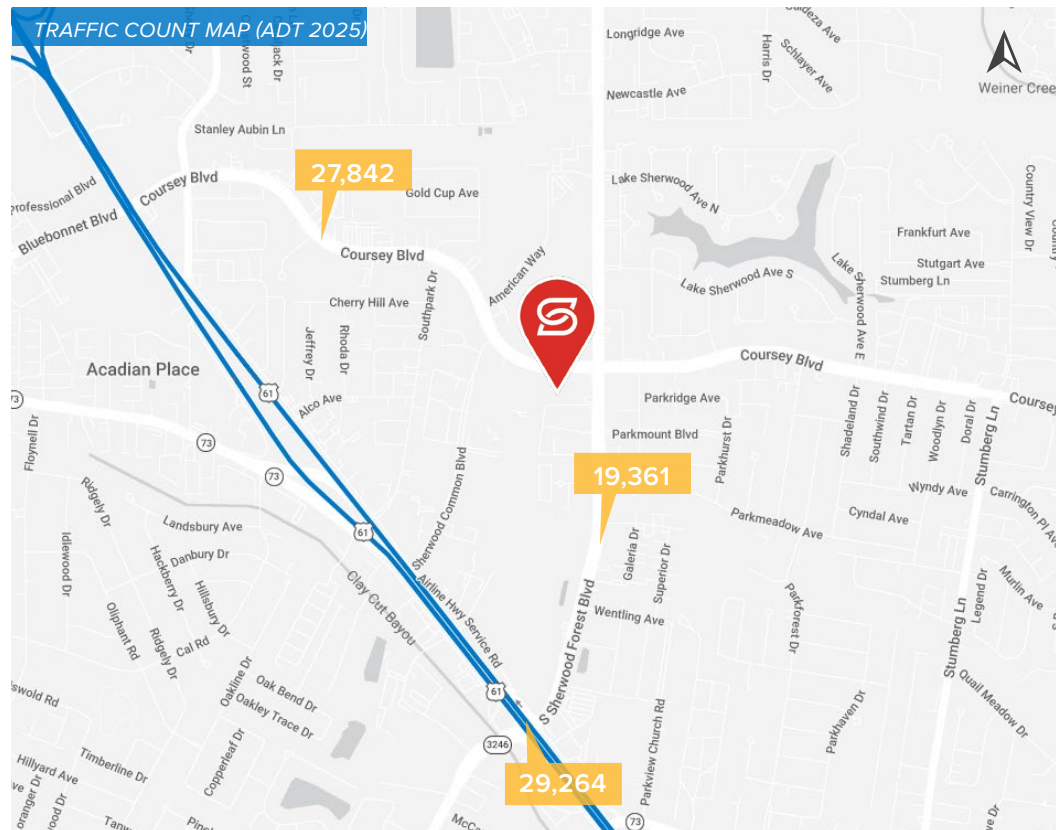 TRAFFIC COUNT MAP (ADT 2025)
Longridge Ave
Harris Dr
Schlayer Ave
Newcastle Ave
Weiner Cree
Stanley Aubin Ln
27,842
Gold Cup Ave
Professional Blvd
Coursey Blvd
Bluebonnet Blvd
Coursey Blvd
Lake Sherwood Ave N
Country View Dr
Frankfurt Ave
Stutgart Ave
Stumberg Ln
Lake Sherwood Ave S
Lake Sherwood Ave E
American Way
Southpark Dr
Cherry Hill Ave
Jeffrey Dr
Rhoda Dr
S
Coursey Blvd
Acadian Place
61
Alco Ave
Parkridge Ave
Parkmount Blvd
Parkhurst Dr
Shadeland Dr
Southwind Dr
Tartan Dr
Woodlyn Dr
Doral Dr
Stumberg Ln
Coursey
73
Floynell Dr
73
73
Sherwood Common Blvd
19,361
Wyndy Ave
Carrington Pl Ave
Ridgely Dr
Landsbury Ave
61
Parkmeadow Ave
Cyndal Ave
Idlewood Dr
Danbury Dr
Hackberry Dr
Hillsbury Dr
Clay Cut Bayou
Airline Hwy Service Rd
Galeria Dr
Superior Dr
Murlin Ave
Legend Dr
Oliphant Rd
Ridgely Dr
Cal Rd
S Sherwood Forest Blvd
Wentling Ave
Parkforest Dr
Stumberg Ln
Quail Meadow Dr
swold Rd
Oakline Dr
Oak Bend Dr
Oakley Trace Dr
61
3246
Parkview Church Rd
Parkhaven Dr
Copperleaf Dr
Timberline Dr
Hillyard Ave
29,264
73